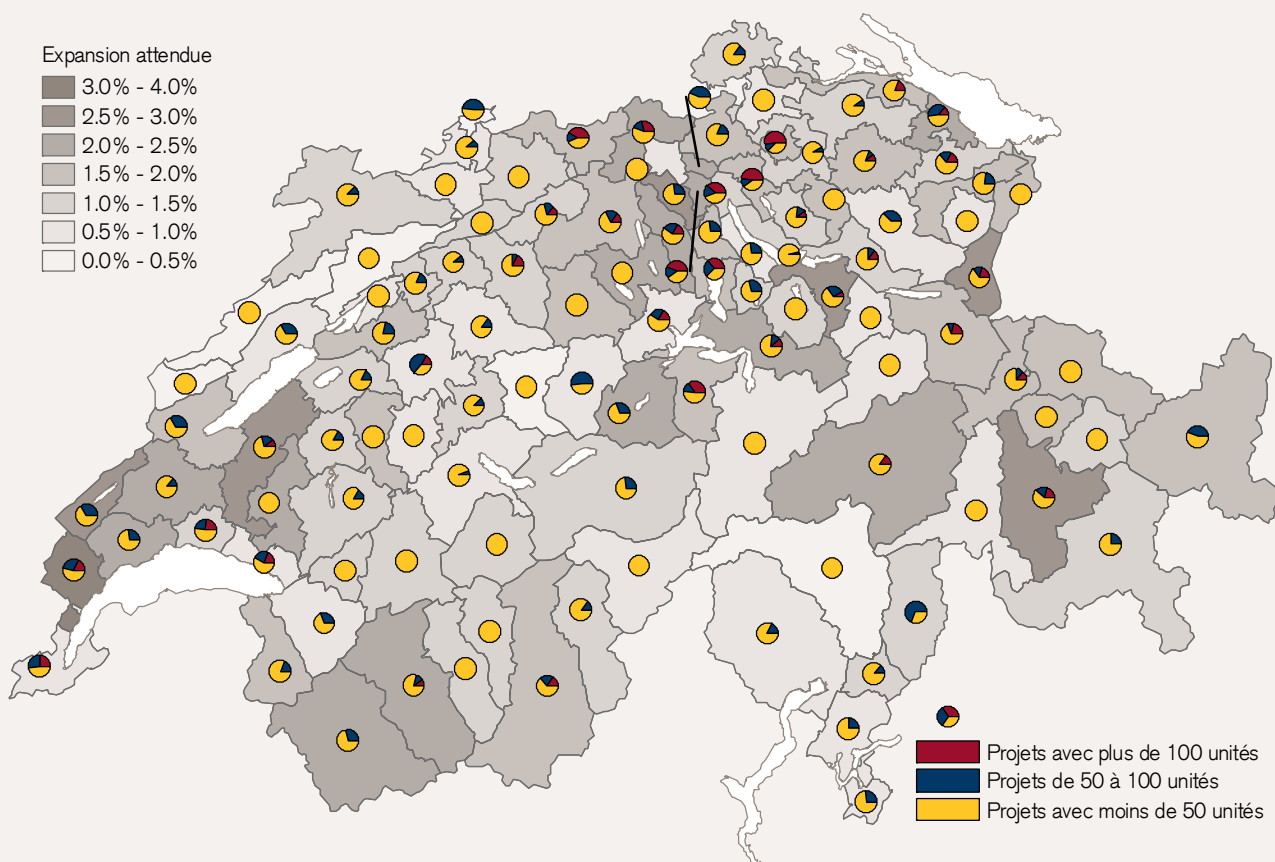 Expansion attendue
3.0% - 4.0%
2.5% - 3.0%
2.0% - 2.5%
1.5% - 2.0%
1.0% - 1.5%
0.5% - 1.0%
0.0% - 0.5%
Projets avec plus de 100 unités
Projets de 50 à 100 unités
Projets avec moins de 50 unités